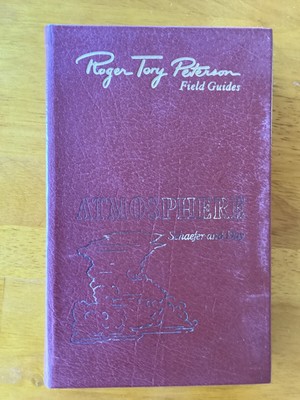 Roger Tory Peterson
Field Guides
ATMOSPHERE
Schaefer and Day